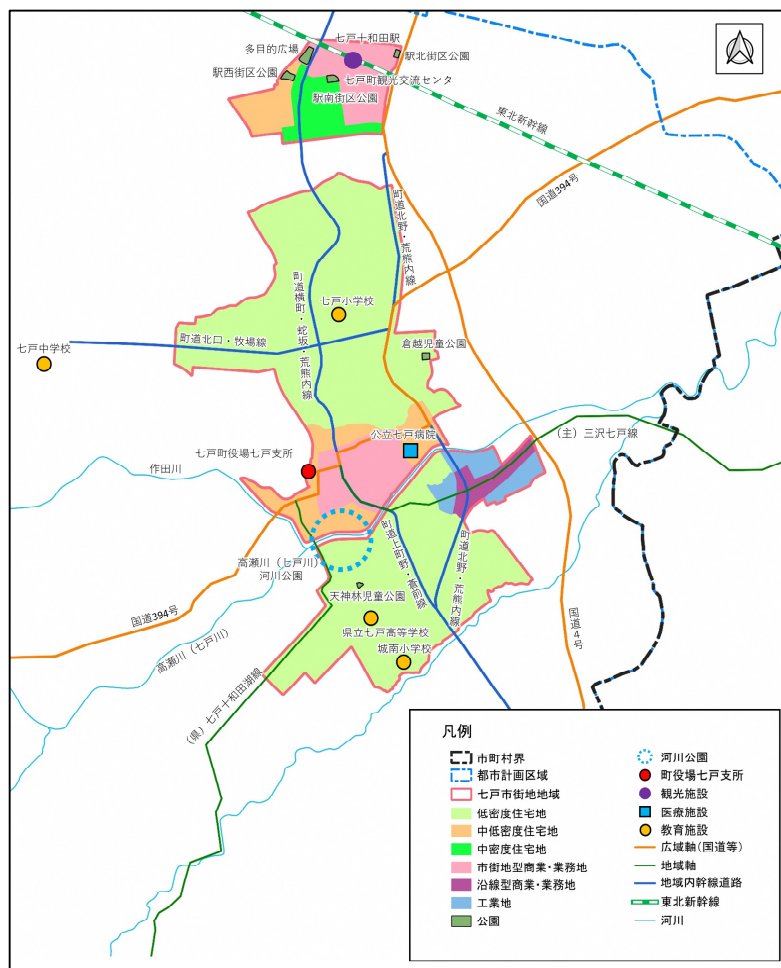 七戸十和田駅
多目的広場
駅北街区公園
駅西街区公園
七戸町観光交流センタ
駅南街区公園
東北新幹線
国道394号
町道北野・荒熊内線
町道横町・蛇坂・荒熊内線
七戸小学校
七戸中学校
町道北口・牧場線
倉越児童公園
(主)三沢七戸線
公立七戸病院
七戸町役場七戸支所
作田川
高瀬川(七戸川)
河川公園
町道上町野・蒼前線
町道北野・荒熊内線
天神林児童公園
国道394号
高瀬川(七戸川)
県立七戸高等学校
国道4号
城南小学校
(県)七戸十和田湖線
凡例
市町村界
都市計画区域
七戸市街地地域
低密度住宅地
中低密度住宅地
中密度住宅地
市街地型商業・業務地
沿線型商業・業務地
工業地
公園
河川公園
町役場七戸支所
観光施設
医療施設
教育施設
広域軸(国道等)
地域軸
地域内幹線道路
東北新幹線
河川